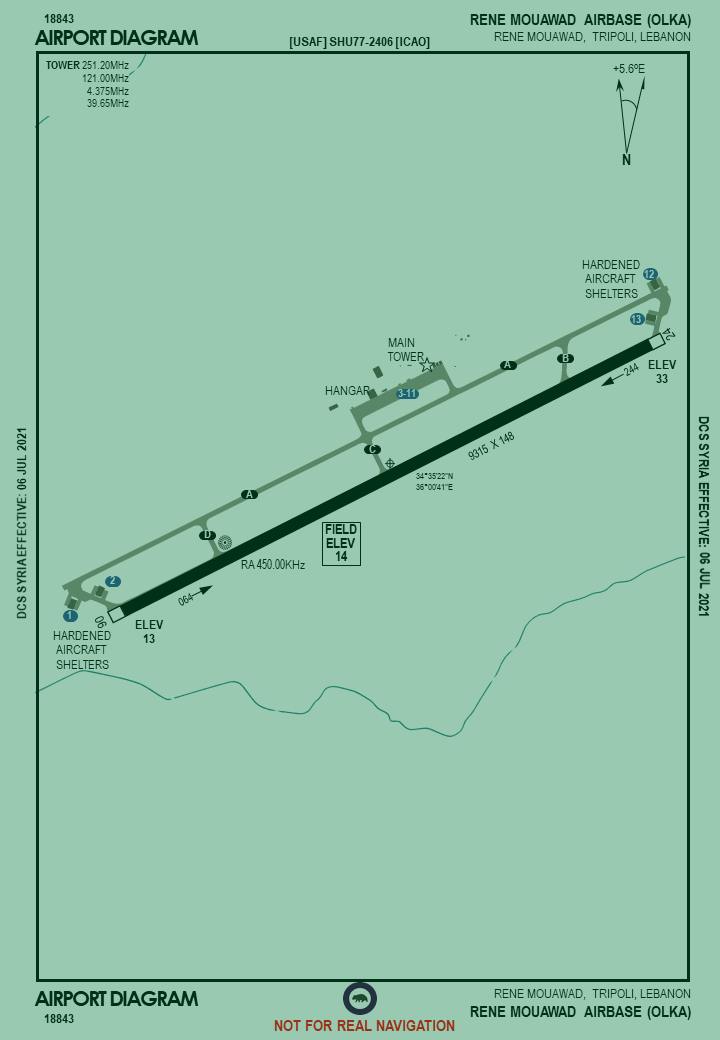 18843
AIRPORT DIAGRAM
[USAF] SHU77-2406 [ICAO]
RENE MOUAWAD AIRBASE (OLKA)
RENE MOUAWAD, TRIPOLI, LEBANON
TOWER 251.20MHz
121.00MHz
4.375MHz
39.65MHz
+5.6ºE
N
HARDENED
AIRCRAFT
SHELTERS
12
13
24
ELEV
33
244
MAIN
TOWER
HANGAR
3-11
A
B
C
9315 X 148
34°35'22"N
36°00'41"E
A
D
FIELD
ELEV
14
RA 450.00KHz
2
1
064
06
ELEV
13
HARDENED
AIRCRAFT
SHELTERS
DCS SYRIA EFFECTIVE: 06 JUL 2021
DCS SYRIA EFFECTIVE: 06 JUL 2021
AIRPORT DIAGRAM
18843
NOT FOR REAL NAVIGATION
RENE MOUAWAD, TRIPOLI, LEBANON
RENE MOUAWAD AIRBASE (OLKA)